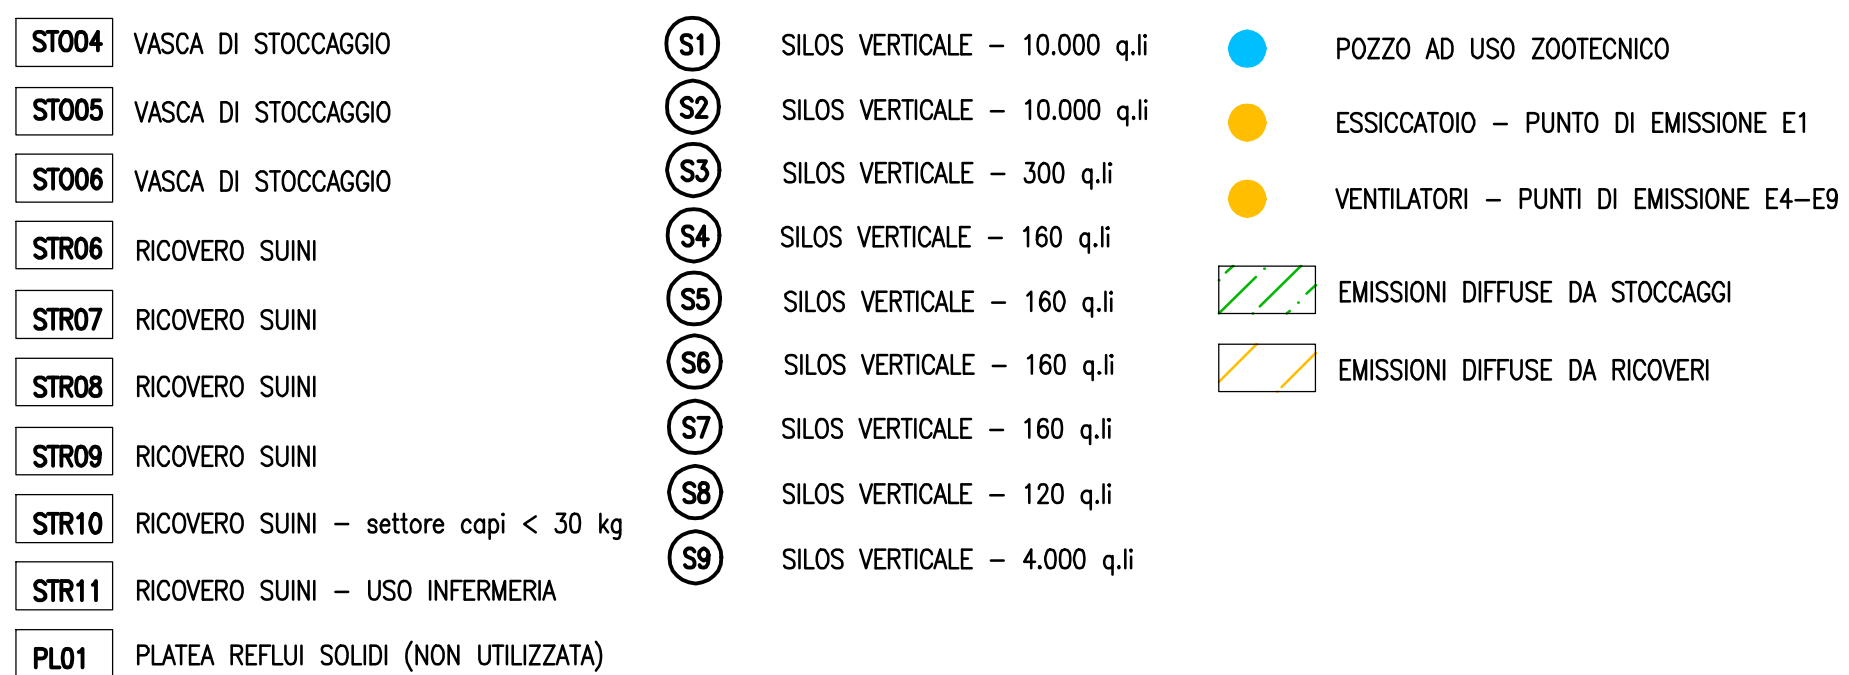 STO04 VASCA DI STOCCAGGIO
STO05 VASCA DI STOCCAGGIO
STO06 VASCA DI STOCCAGGIO
STR06 RICOVERO SUINI
STR07 RICOVERO SUINI
STR08 RICOVERO SUINI
STR09 RICOVERO SUINI
STR10 RICOVERO SUINI – settore capi < 30 kg
STR11 RICOVERO SUINI – USO INFERMERIA
PL01 PLATEA REFLUI SOLIDI (NON UTILIZZATA)
S1 SILOS VERTICALE – 10.000 q.li
S2 SILOS VERTICALE – 10.000 q.li
S3 SILOS VERTICALE – 300 q.li
S4 SILOS VERTICALE – 160 q.li
S5 SILOS VERTICALE – 160 q.li
S6 SILOS VERTICALE – 160 q.li
S7 SILOS VERTICALE – 160 q.li
S8 SILOS VERTICALE – 120 q.li
S9 SILOS VERTICALE – 4.000 q.li
POZZO AD USO ZOOTECNICO
ESSICCATOIO – PUNTO DI EMISSIONE E1
VENTILATORI – PUNTI DI EMISSIONE E4–E9
EMISSIONI DIFFUSE DA STOCCAGGI
EMISSIONI DIFFUSE DA RICOVERI